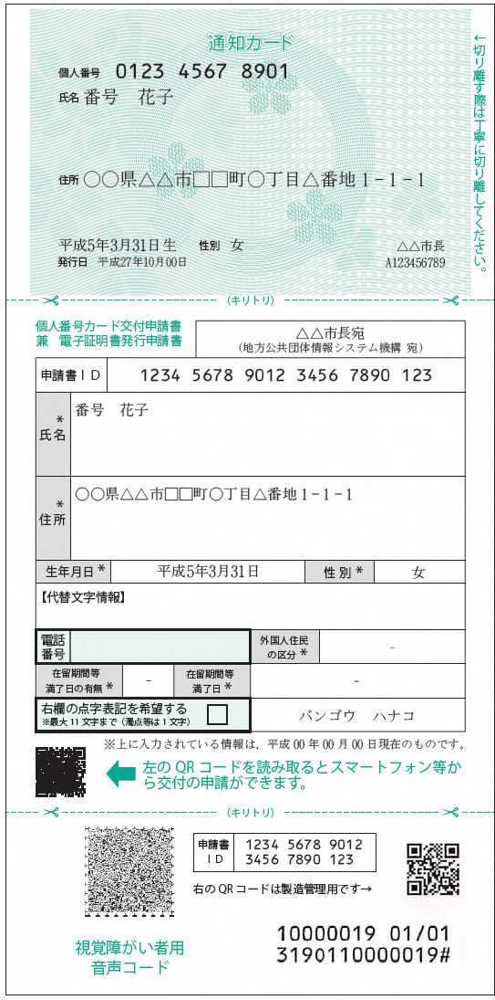 通知カード
個人番号 0123 4567 8901
氏名 番号 花子
住所 ○○県△△市□□町○丁目△番地1-1-1
平成5年3月31日生 性別 女 △△市長
発行日 平成27年10月00日 A123456789
←切り離す際は丁寧に切り離してください。
(キリトリ)
個人番号カード交付申請書
兼 電子証明書発行申請書
△△市長宛
(地方公共団体情報システム機構 宛)
申請書ID 1234 5678 9012 3456 7890 123
*氏名 番号 花子
*住所 ○○県△△市□□町○丁目△番地1-1-1
生年月日* 平成5年3月31日 性別* 女
【代替文字情報】
電話番号
外国人住民の区分* -
在留期間等満了日の有無* -
在留期間等満了日* -
右欄の点字表記を希望する □
※最大11文字まで(濁点等は1文字)
バンゴウ ハナコ
※上に入力されている情報は、平成00年00月00日現在のものです。
左のQRコードを読み取るとスマートフォン等か
ら交付の申請ができます。
(キリトリ)
申請書ID
1234 5678 9012
3456 7890 123
右のQRコードは製造管理用です→
視覚障がい者用
音声コード
10000019 01/01
3190110000019#